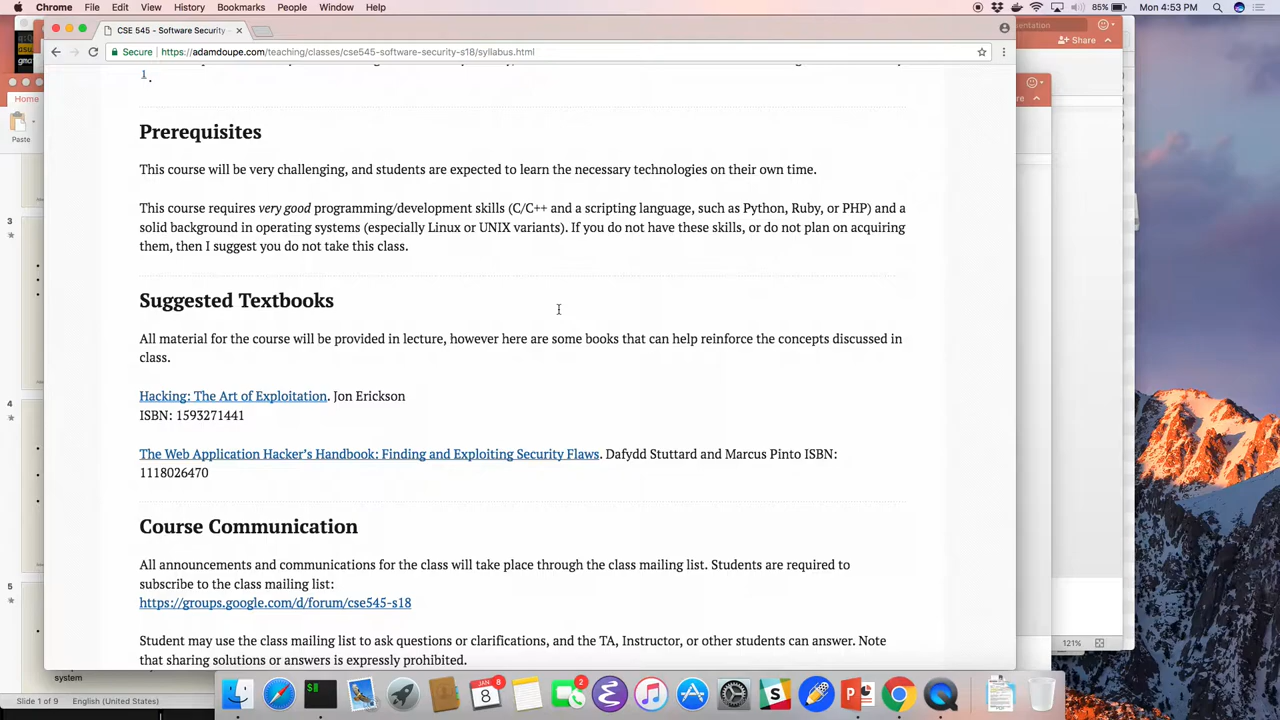 Chrome File Edit View History Bookmarks People Window Help 85% Mon 4:53 PM
CSE 545 - Software Security -
Secure https://adamdoupe.com/teaching/classes/cse545-software-security-s18/syllabus.html
Share
Home
Paste
1.
Prerequisites
This course will be very challenging, and students are expected to learn the necessary technologies on their own time.
This course requires very good programming/development skills (C/C++ and a scripting language, such as Python, Ruby, or PHP) and a
solid background in operating systems (especially Linux or UNIX variants). If you do not have these skills, or do not plan on acquiring
them, then I suggest you do not take this class.
3
Suggested Textbooks
All material for the course will be provided in lecture, however here are some books that can help reinforce the concepts discussed in
class.
Hacking: The Art of Exploitation. Jon Erickson
ISBN: 1593271441
4
The Web Application Hacker's Handbook: Finding and Exploiting Security Flaws. Dafydd Stuttard and Marcus Pinto ISBN:
1118026470
Course Communication
All announcements and communications for the class will take place through the class mailing list. Students are required to
subscribe to the class mailing list:
https://groups.google.com/d/forum/cse545-s18
5
Student may use the class mailing list to ask questions or clarifications, and the TA, Instructor, or other students can answer. Note
that sharing solutions or answers is expressly prohibited.
121%
system
Slide 1 of 9 English (United States)
JAN
8
2